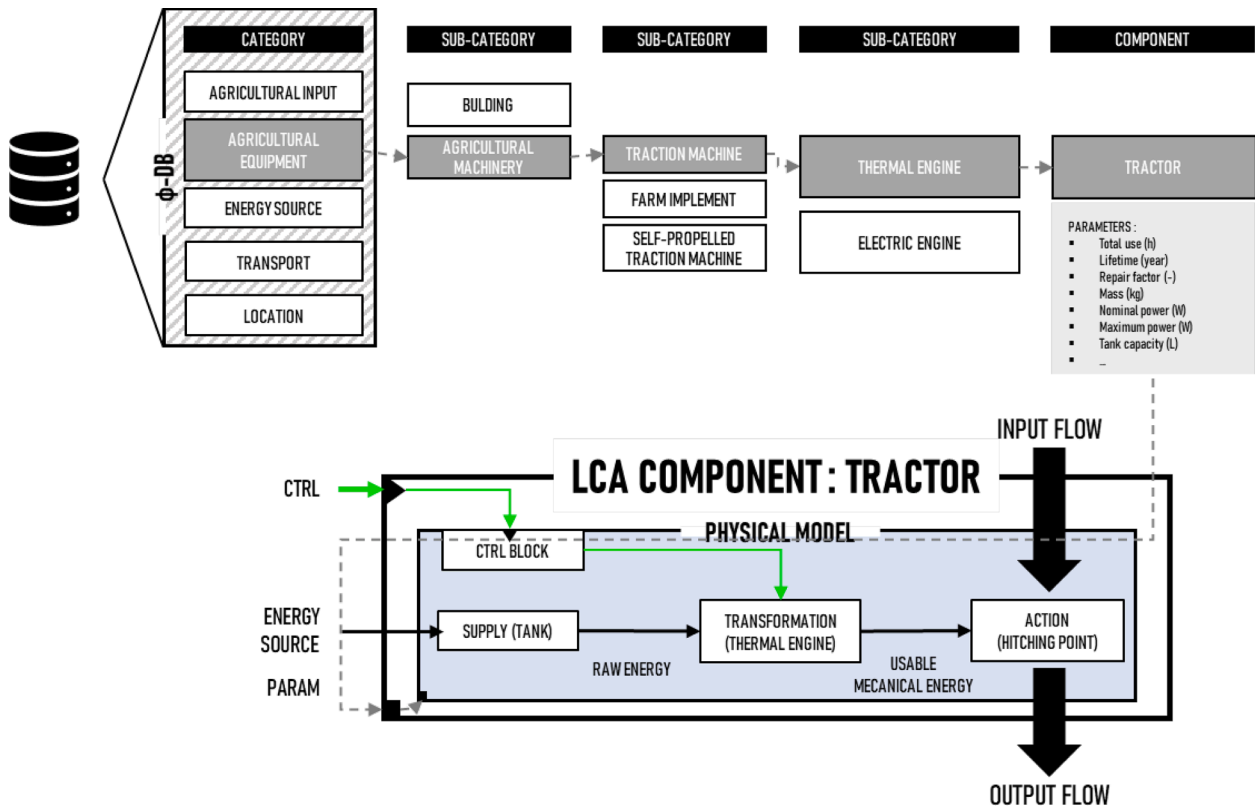 CATEGORY
SUB-CATEGORY
SUB-CATEGORY
SUB-CATEGORY
COMPONENT
ϕ-DB
AGRICULTURAL INPUT
AGRICULTURAL
EQUIPMENT
ENERGY SOURCE
TRANSPORT
LOCATION
BULDING
AGRICULTURAL
MACHINERY
TRACTION MACHINE
FARM IMPLEMENT
SELF-PROPELLED
TRACTION MACHINE
THERMAL ENGINE
ELECTRIC ENGINE
TRACTOR
PARAMETERS :
▪ Total use (h)
▪ Lifetime (year)
▪ Repair factor (-)
▪ Mass (kg)
▪ Nominal power (W)
▪ Maximum power (W)
▪ Tank capacity (L)
▪ _
INPUT FLOW
LCA COMPONENT : TRACTOR
CTRL
PHYSICAL MODEL
CTRL BLOCK
ENERGY
SOURCE
SUPPLY (TANK)
RAW ENERGY
TRANSFORMATION
(THERMAL ENGINE)
USABLE
MECANICAL ENERGY
ACTION
(HITCHING POINT)
PARAM
OUTPUT FLOW